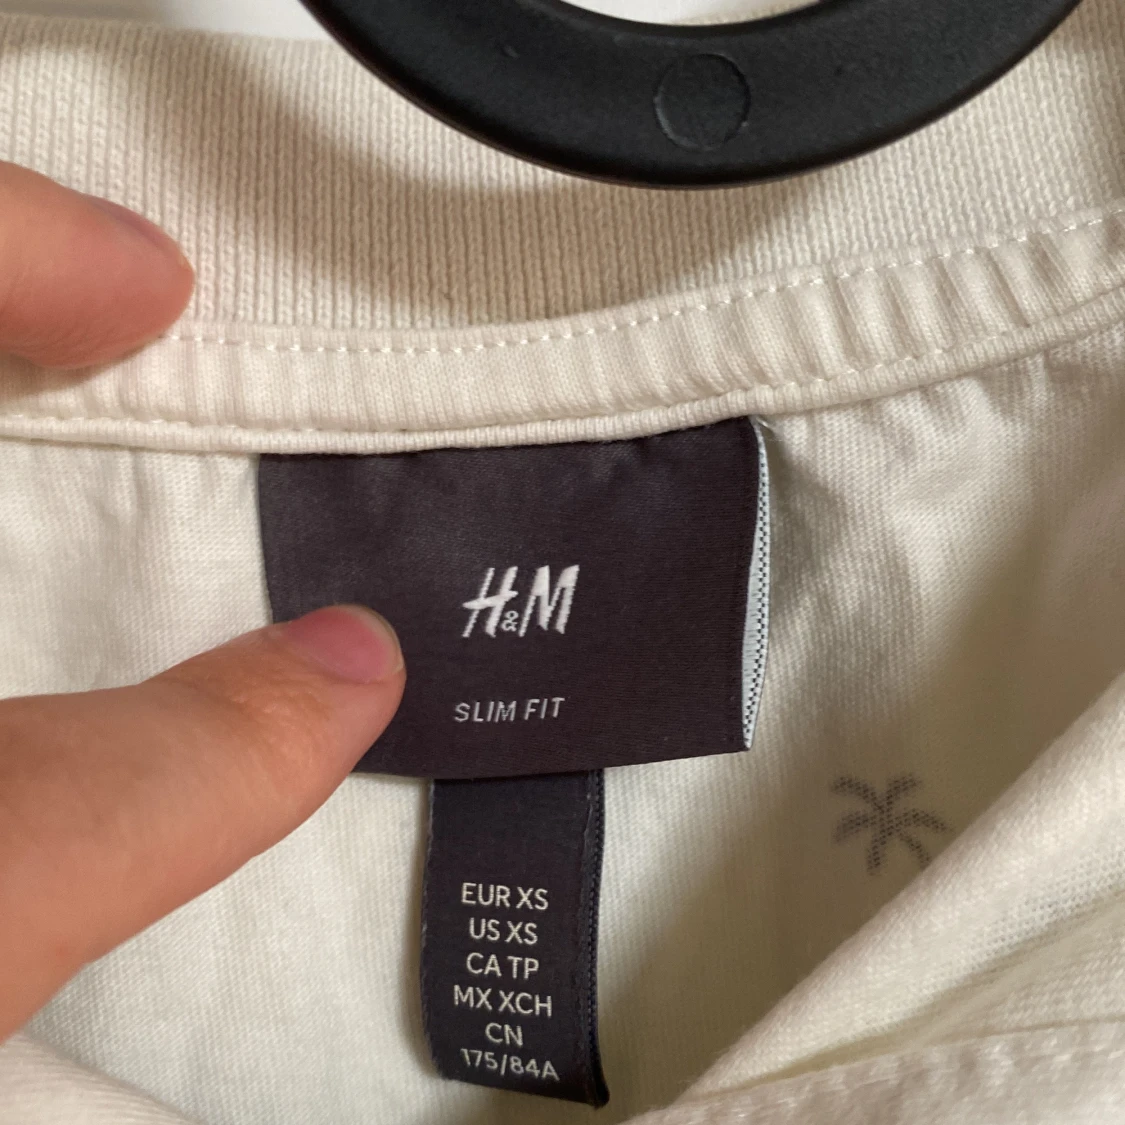 H&M
SLIM FIT
EUR XS
US XS
CA TP
MX XCH
CN
175/84A